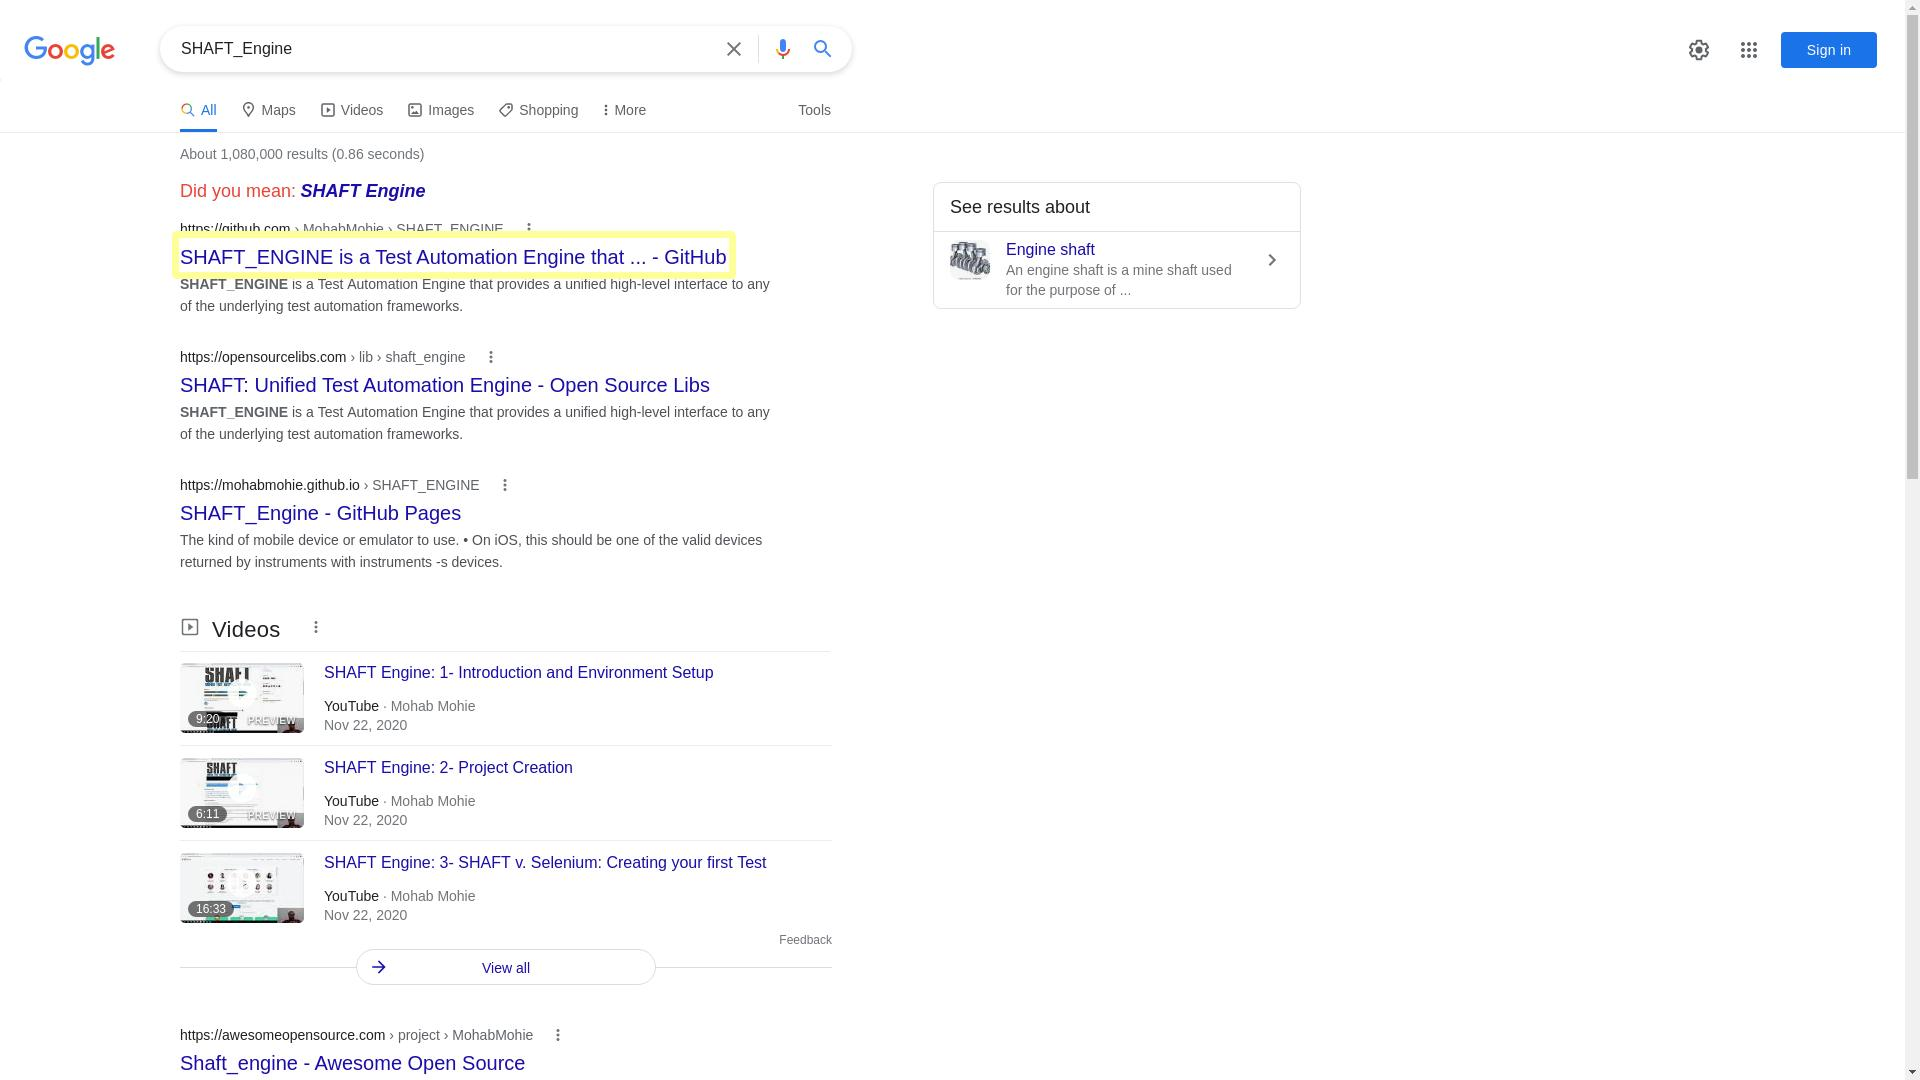 Google
SHAFT_Engine
Sign in
All
Maps
Videos
Images
Shopping
More
Tools
About 1,080,000 results (0.86 seconds)
Did you mean: SHAFT Engine
https://github.com › MohabMohie › SHAFT_ENGINE
SHAFT_ENGINE is a Test Automation Engine that ... - GitHub
SHAFT_ENGINE is a Test Automation Engine that provides a unified high-level interface to any
of the underlying test automation frameworks.
See results about
Engine shaft
An engine shaft is a mine shaft used
for the purpose of ...
https://opensourcelibs.com › lib › shaft_engine
SHAFT: Unified Test Automation Engine - Open Source Libs
SHAFT_ENGINE is a Test Automation Engine that provides a unified high-level interface to any
of the underlying test automation frameworks.
https://mohabmohie.github.io › SHAFT_ENGINE
SHAFT_Engine - GitHub Pages
The kind of mobile device or emulator to use. • On iOS, this should be one of the valid devices
returned by instruments with instruments -s devices.
Videos
SHAFT
9:20
PREVIEW
SHAFT Engine: 1- Introduction and Environment Setup
YouTube · Mohab Mohie
Nov 22, 2020
SHAFT
6:11
PREVIEW
SHAFT Engine: 2- Project Creation
YouTube · Mohab Mohie
Nov 22, 2020
16:33
SHAFT Engine: 3- SHAFT v. Selenium: Creating your first Test
YouTube · Mohab Mohie
Nov 22, 2020
Feedback
View all
https://awesomeopensource.com › project › MohabMohie
Shaft_engine - Awesome Open Source